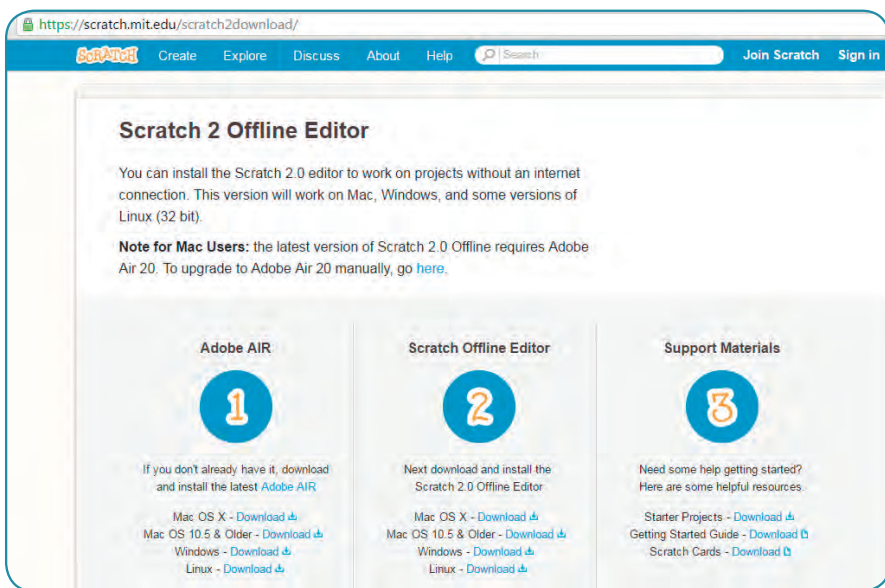 https://scratch.mit.edu/scratch2download/
SCRATCH Create Explore Discuss About Help Search Join Scratch Sign in
Scratch 2 Offline Editor
You can install the Scratch 2.0 editor to work on projects without an internet
connection. This version will work on Mac, Windows, and some versions of
Linux (32 bit).
Note for Mac Users: the latest version of Scratch 2.0 Offline requires Adobe
Air 20. To upgrade to Adobe Air 20 manually, go here.
Adobe AIR
1
If you don't already have it, download
and install the latest Adobe AIR
Mac OS X - Download
Mac OS 10.5 & Older - Download
Windows - Download
Linux - Download
Scratch Offline Editor
2
Next download and install the
Scratch 2.0 Offline Editor
Mac OS X - Download
Mac OS 10.5 & Older - Download
Windows - Download
Linux - Download
Support Materials
3
Need some help getting started?
Here are some helpful resources
Starter Projects - Download
Getting Started Guide - Download
Scratch Cards - Download